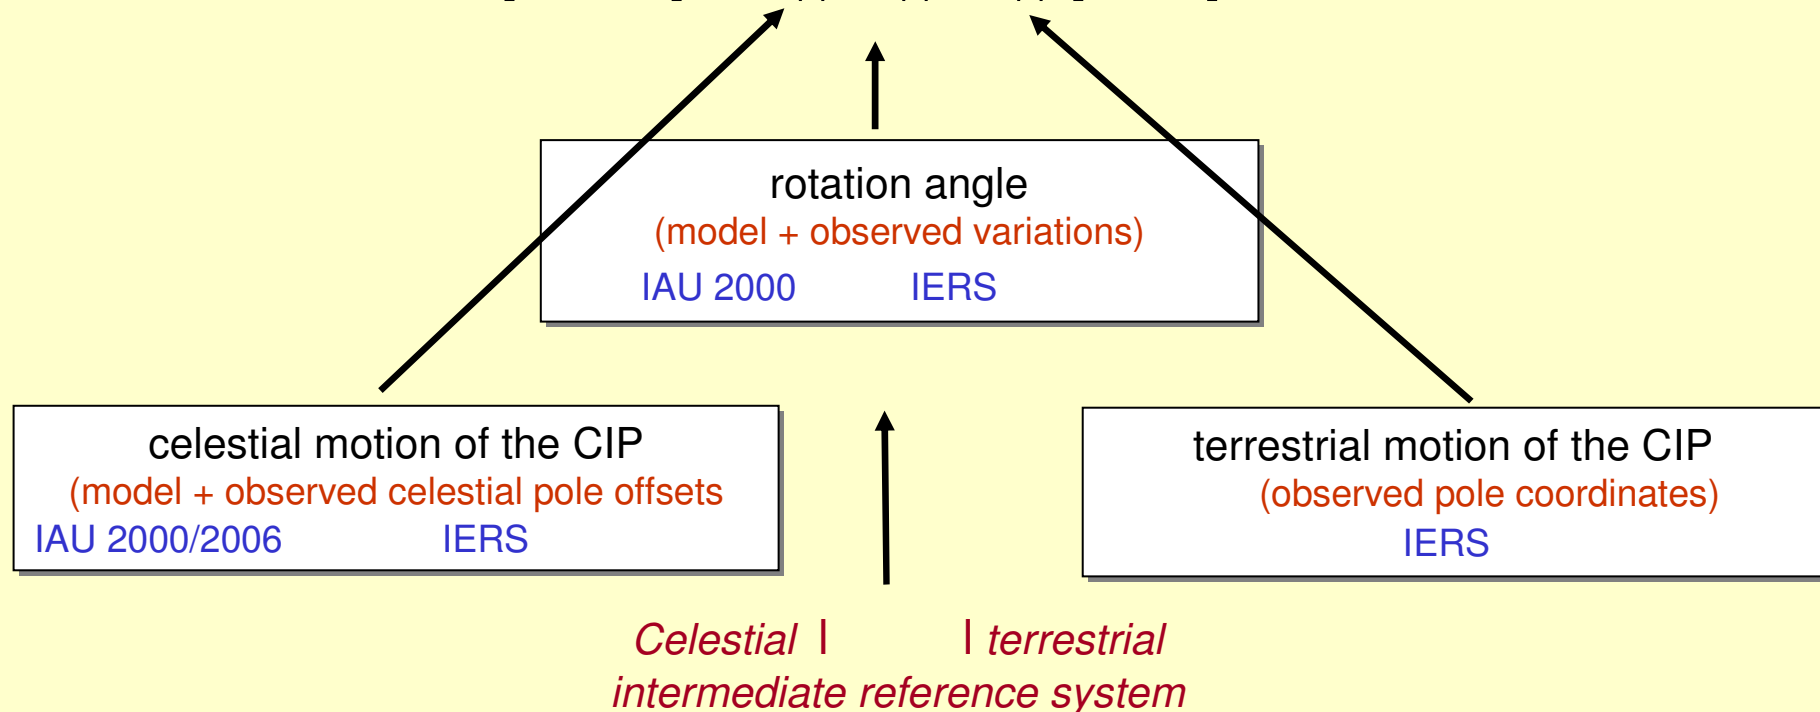 rotation angle
(model + observed variations)
IAU 2000 IERS
celestial motion of the CIP
(model + observed celestial pole offsets
IAU 2000/2006 IERS
terrestrial motion of the CIP
(observed pole coordinates)
IERS
Celestial | | terrestrial
intermediate reference system